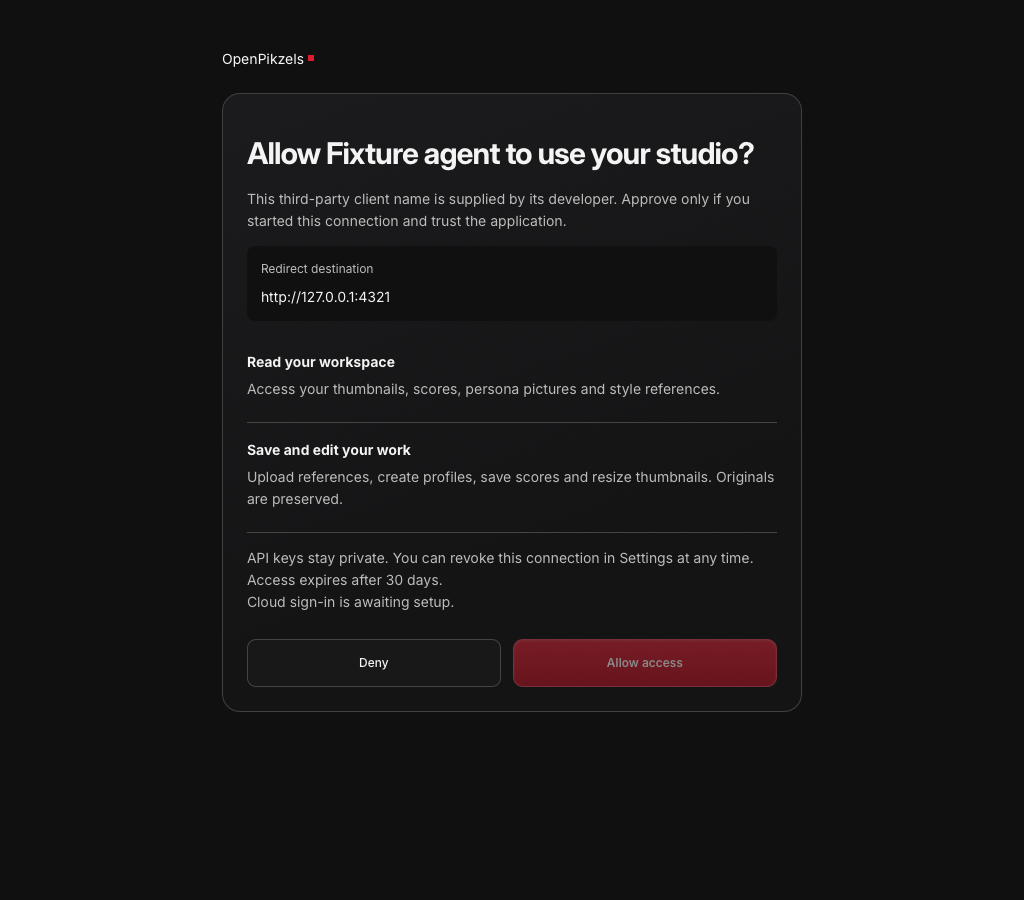 OpenPikzels
Allow Fixture agent to use your studio?
This third-party client name is supplied by its developer. Approve only if you
started this connection and trust the application.
Redirect destination
http://127.0.0.1:4321
Read your workspace
Access your thumbnails, scores, persona pictures and style references.
Save and edit your work
Upload references, create profiles, save scores and resize thumbnails. Originals
are preserved.
API keys stay private. You can revoke this connection in Settings at any time.
Access expires after 30 days.
Cloud sign-in is awaiting setup.
Deny
Allow access